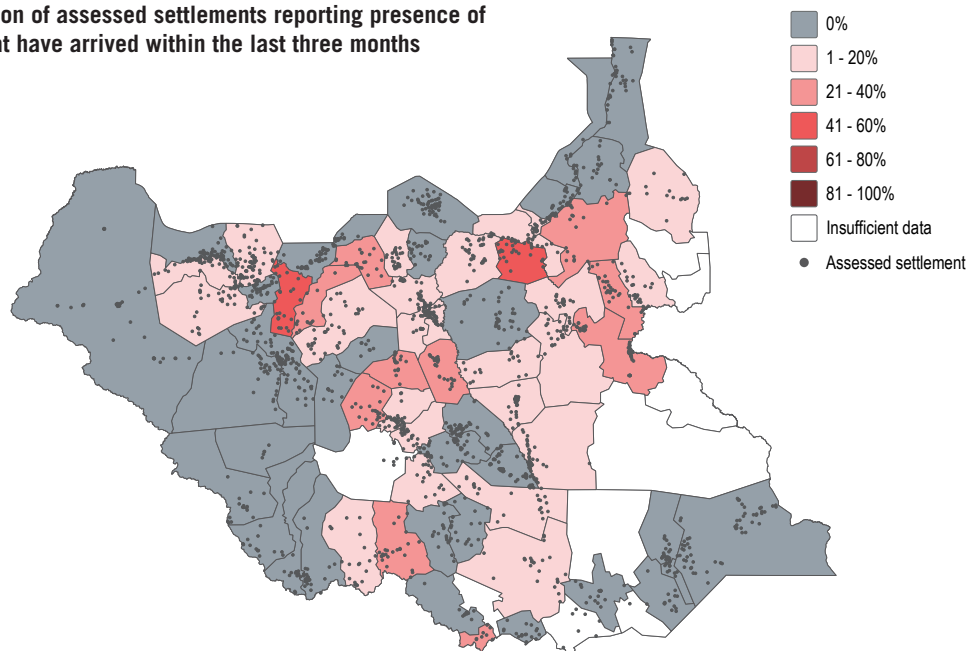 on of assessed settlements reporting presence of
t have arrived within the last three months
0%
1 - 20%
21 - 40%
41 - 60%
61 - 80%
81 - 100%
Insufficient data
Assessed settlement